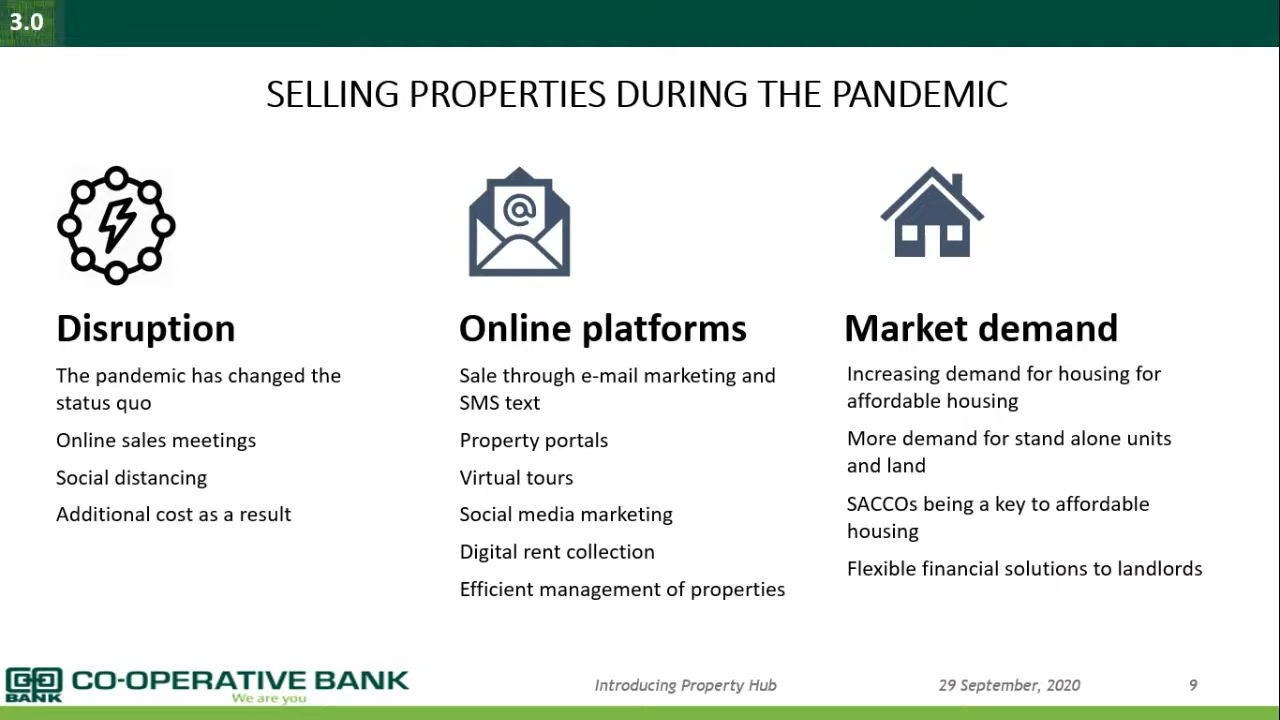 3.0
SELLING PROPERTIES DURING THE PANDEMIC
@
Disruption
The pandemic has changed the
status quo
Online sales meetings
Social distancing
Additional cost as a result
Online platforms
Sale through e-mail marketing and
SMS text
Property portals
Virtual tours
Social media marketing
Digital rent collection
Efficient management of properties
Market demand
Increasing demand for housing for
affordable housing
More demand for stand alone units
and land
SACCOs being a key to affordable
housing
Flexible financial solutions to landlords
BANK
CO-OPERATIVE BANK
We are you
Introducing Property Hub
29 September, 2020
9